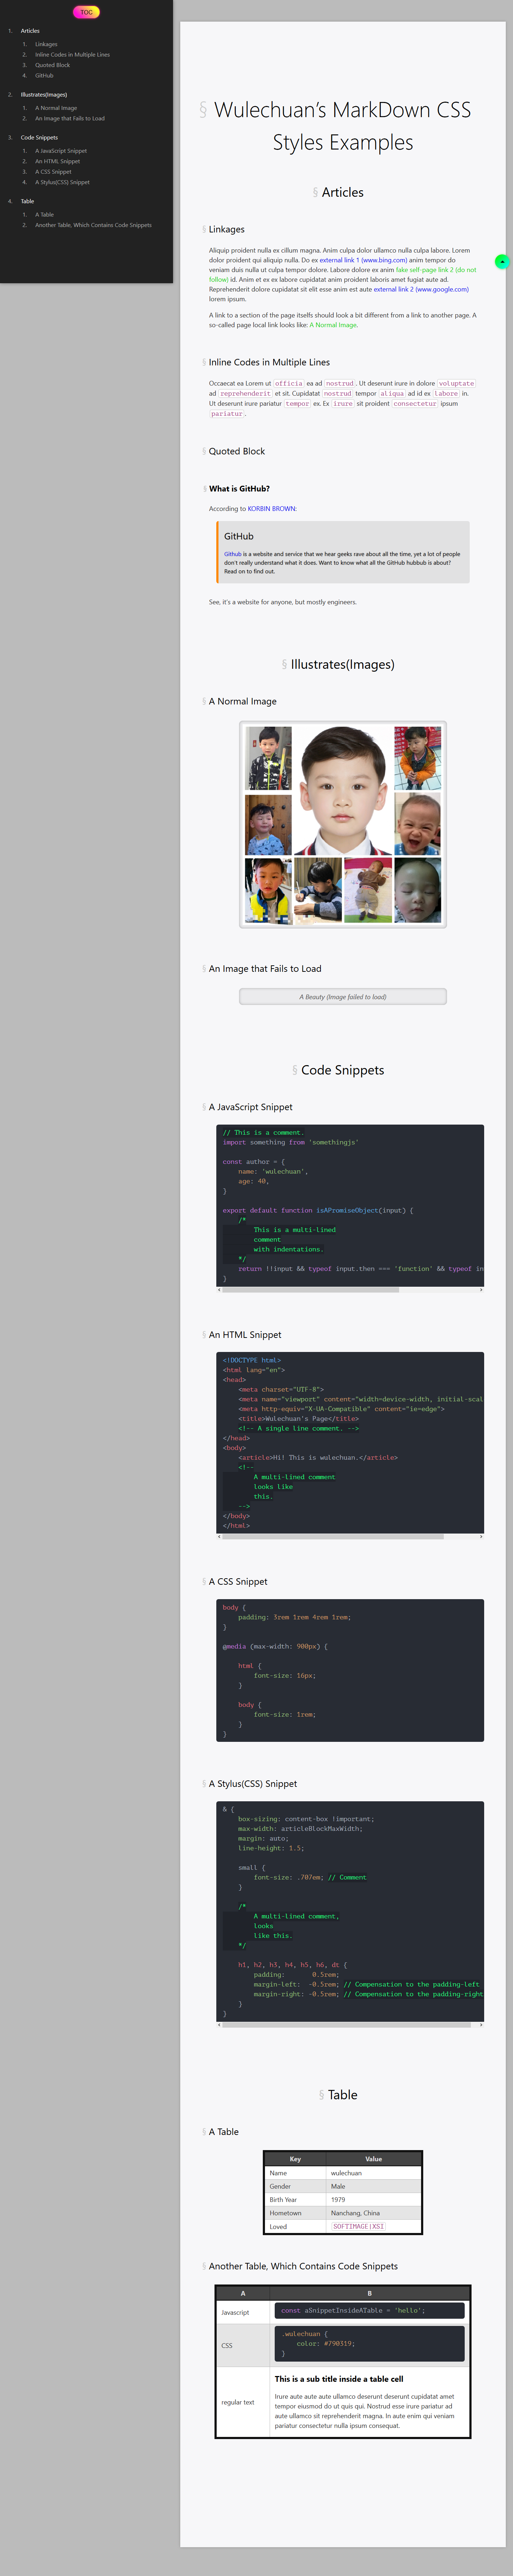 TOC
1. Articles
1. Linkages
2. Inline Codes in Multiple Lines
3. Quoted Block
4. GitHub
2. Illustrates(Images)
1. A Normal Image
2. An Image that Fails to Load
3. Code Snippets
1. A JavaScript Snippet
2. An HTML Snippet
3. A CSS Snippet
4. A Stylus(CSS) Snippet
4. Table
1. A Table
2. Another Table, Which Contains Code Snippets
§ Wulechuan’s MarkDown CSS
Styles Examples
§ Articles
§ Linkages
Aliquip proident nulla ex cillum magna. Anim culpa dolor ullamco nulla culpa labore. Lorem
dolor proident qui aliquip nulla. Do ex external link 1 (www.bing.com) anim tempor do
veniam duis nulla ut culpa tempor dolore. Labore dolore ex anim fake self-page link 2 (do not
follow) id. Anim et ex ex labore cupidatat anim proident laboris amet fugiat aute ad.
Reprehenderit dolore cupidatat sit elit esse anim est aute external link 2 (www.google.com)
lorem ipsum.
A link to a section of the page itselfs should look a bit different from a link to another page. A
so-called page local link looks like: A Normal Image.
§ Inline Codes in Multiple Lines
Occaecat ea Lorem ut officia ea ad nostrud. Ut deserunt irure in dolore voluptate
ad reprehenderit et sit. Cupidatat nostrud tempor aliqua ad id ex labore in.
Ut deserunt irure pariatur tempor ex. Ex irure sit proident consectetur ipsum
pariatur.
§ Quoted Block
§ What is GitHub?
According to KORBIN BROWN:
GitHub
Github is a website and service that we hear geeks rave about all the time, yet a lot of people
don’t really understand what it does. Want to know what all the GitHub hubbub is about?
Read on to find out.
See, it's a website for anyone, but mostly engineers.
§ Illustrates(Images)
§ A Normal Image
§ An Image that Fails to Load
A Beauty (Image failed to load)
§ Code Snippets
§ A JavaScript Snippet
// This is a comment.
import something from 'somethingjs'
const author = {
name: 'wulechuan',
age: 40,
}
export default function isAPromiseObject(input) {
/*
This is a multi-lined
comment
with indentations.
*/
return !!input && typeof input.then === 'function' && typeof in
}
§ An HTML Snippet
<!DOCTYPE html>
<html lang="en">
<head>
<meta charset="UTF-8">
<meta name="viewport" content="width=device-width, initial-scal
<meta http-equiv="X-UA-Compatible" content="ie=edge">
<title>Wulechuan's Page</title>
<!-- A single line comment. -->
</head>
<body>
<article>Hi! This is wulechuan.</article>
<!--
A multi-lined comment
looks like
this.
-->
</body>
</html>
§ A CSS Snippet
body {
padding: 3rem 1rem 4rem 1rem;
}
@media (max-width: 900px) {
html {
font-size: 16px;
}
body {
font-size: 1rem;
}
}
§ A Stylus(CSS) Snippet
& {
box-sizing: content-box !important;
max-width: articleBlockMaxWidth;
margin: auto;
line-height: 1.5;
small {
font-size: .707em; // Comment
}
/*
A multi-lined comment,
looks
like this.
*/
h1, h2, h3, h4, h5, h6, dt {
padding: 0.5rem;
margin-left: -0.5rem; // Compensation to the padding-left
margin-right: -0.5rem; // Compensation to the padding-right
}
}
§ Table
§ A Table
Key Value
Name wulechuan
Gender Male
Birth Year 1979
Hometown Nanchang, China
Loved SOFTIMAGE|XSI
§ Another Table, Which Contains Code Snippets
A B
Javascript const aSnippetInsideATable = 'hello';
CSS
.wulechuan {
color: #790319;
}
regular text
This is a sub title inside a table cell
Irure aute aute aute ullamco deserunt deserunt cupidatat amet
tempor eiusmod do ut quis qui. Nostrud esse irure pariatur ad
aute ullamco sit reprehenderit magna. In aute enim qui veniam
pariatur consectetur nulla ipsum consequat.